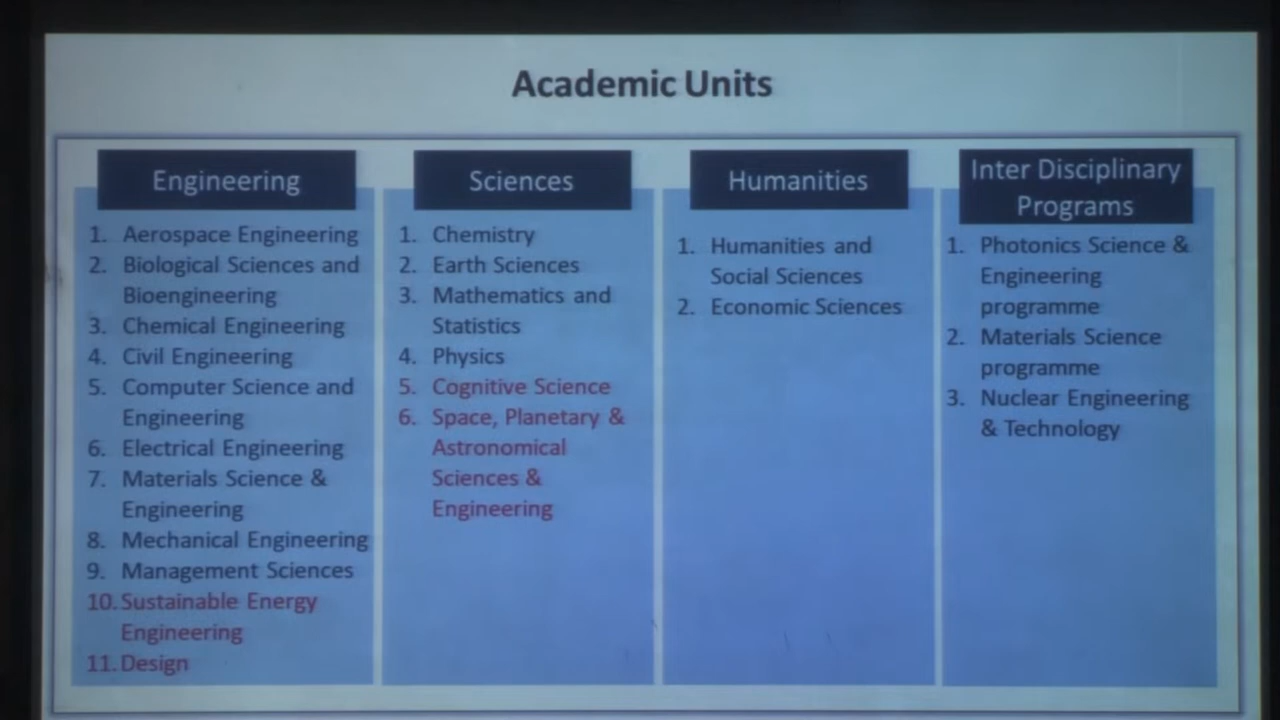 Academic Units
Engineering
1. Aerospace Engineering
2. Biological Sciences and
Bioengineering
3. Chemical Engineering
4. Civil Engineering
5. Computer Science and
Engineering
6. Electrical Engineering
7. Materials Science &
Engineering
8. Mechanical Engineering
9. Management Sciences
10. Sustainable Energy
Engineering
11. Design
Sciences
1. Chemistry
2. Earth Sciences
3. Mathematics and
Statistics
4. Physics
5. Cognitive Science
6. Space, Planetary &
Astronomical
Sciences &
Engineering
Humanities
1. Humanities and
Social Sciences
2. Economic Sciences
Inter Disciplinary
Programs
1. Photonics Science &
Engineering
programme
2. Materials Science
programme
3. Nuclear Engineering
& Technology